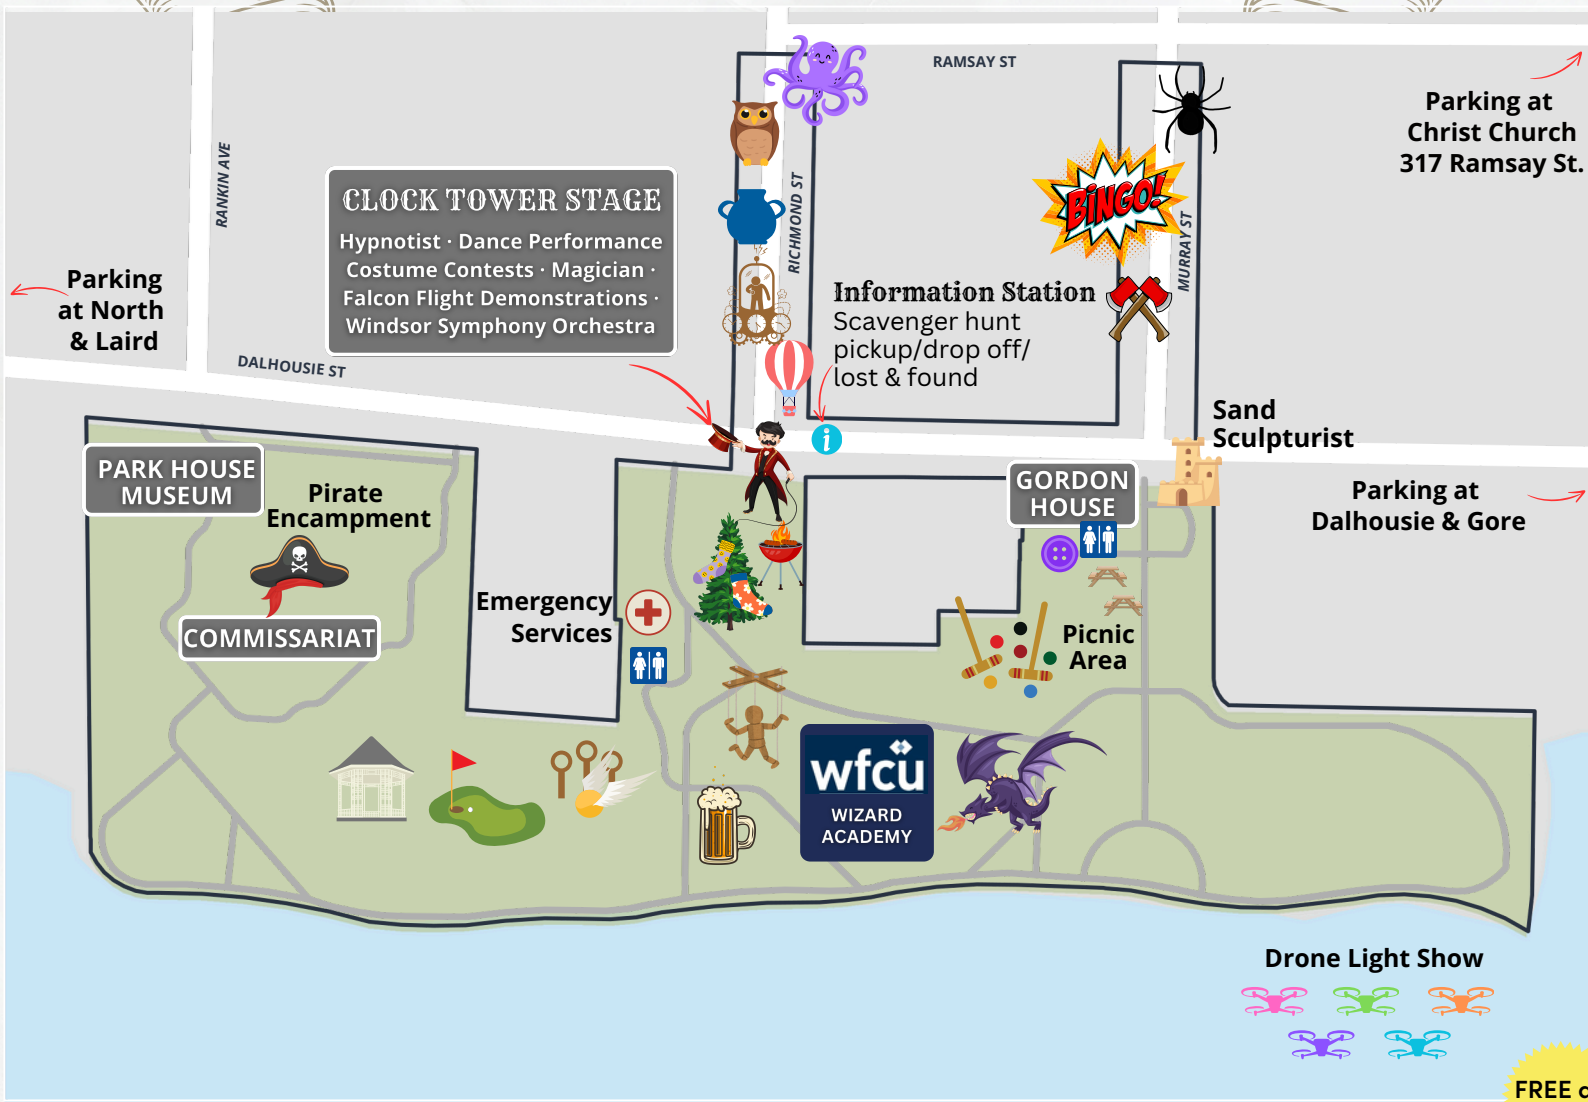 RAMSAY ST
RANKIN AVE
RICHMOND ST
MURRAY ST
DALHOUSIE ST
Parking at
Christ Church
317 Ramsay St.
CLOCK TOWER STAGE
Hypnotist · Dance Performance
Costume Contests · Magician ·
Falcon Flight Demonstrations ·
Windsor Symphony Orchestra
BINGO!
Parking
at North
& Laird
Information Station
Scavenger hunt
pickup/drop off/
lost & found
i
Sand
Sculpturist
PARK HOUSE
MUSEUM
Pirate
Encampment
GORDON
HOUSE
Parking at
Dalhousie & Gore
COMMISSARIAT
Emergency
Services
Picnic
Area
wfcu
WIZARD
ACADEMY
Drone Light Show
FREE